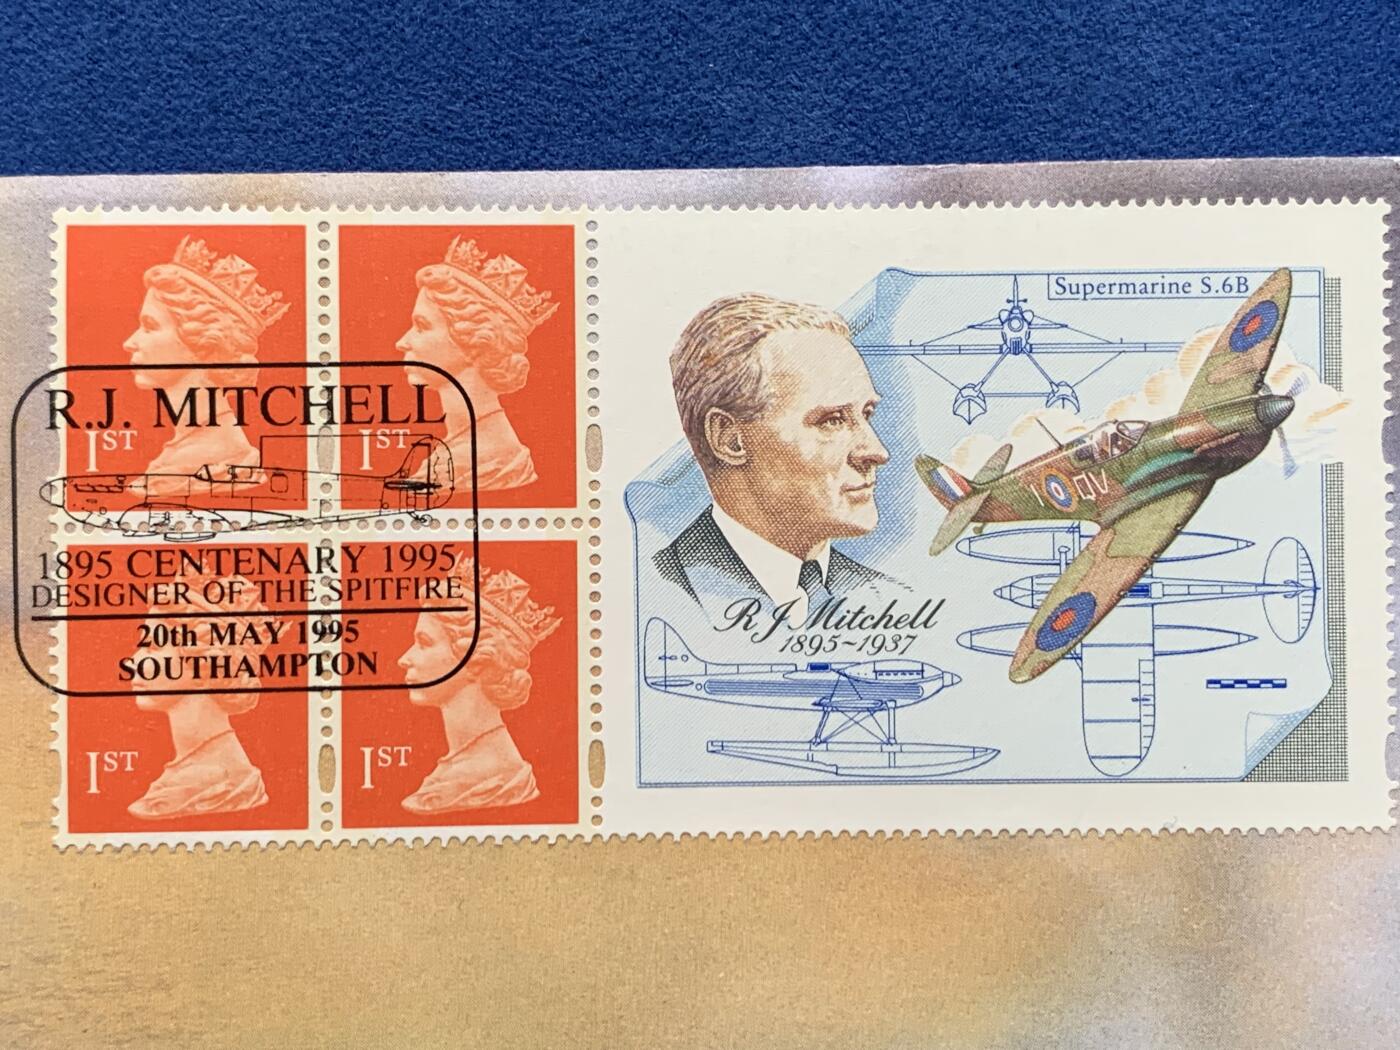 R.J. MITCHELL
1ST
1ST
1895 CENTENARY 1995
DESIGNER OF THE SPITFIRE
20th MAY 1995
SOUTHAMPTON
1ST
1ST
Supermarine S.6B
QV I
R J Mitchell
1895~1937